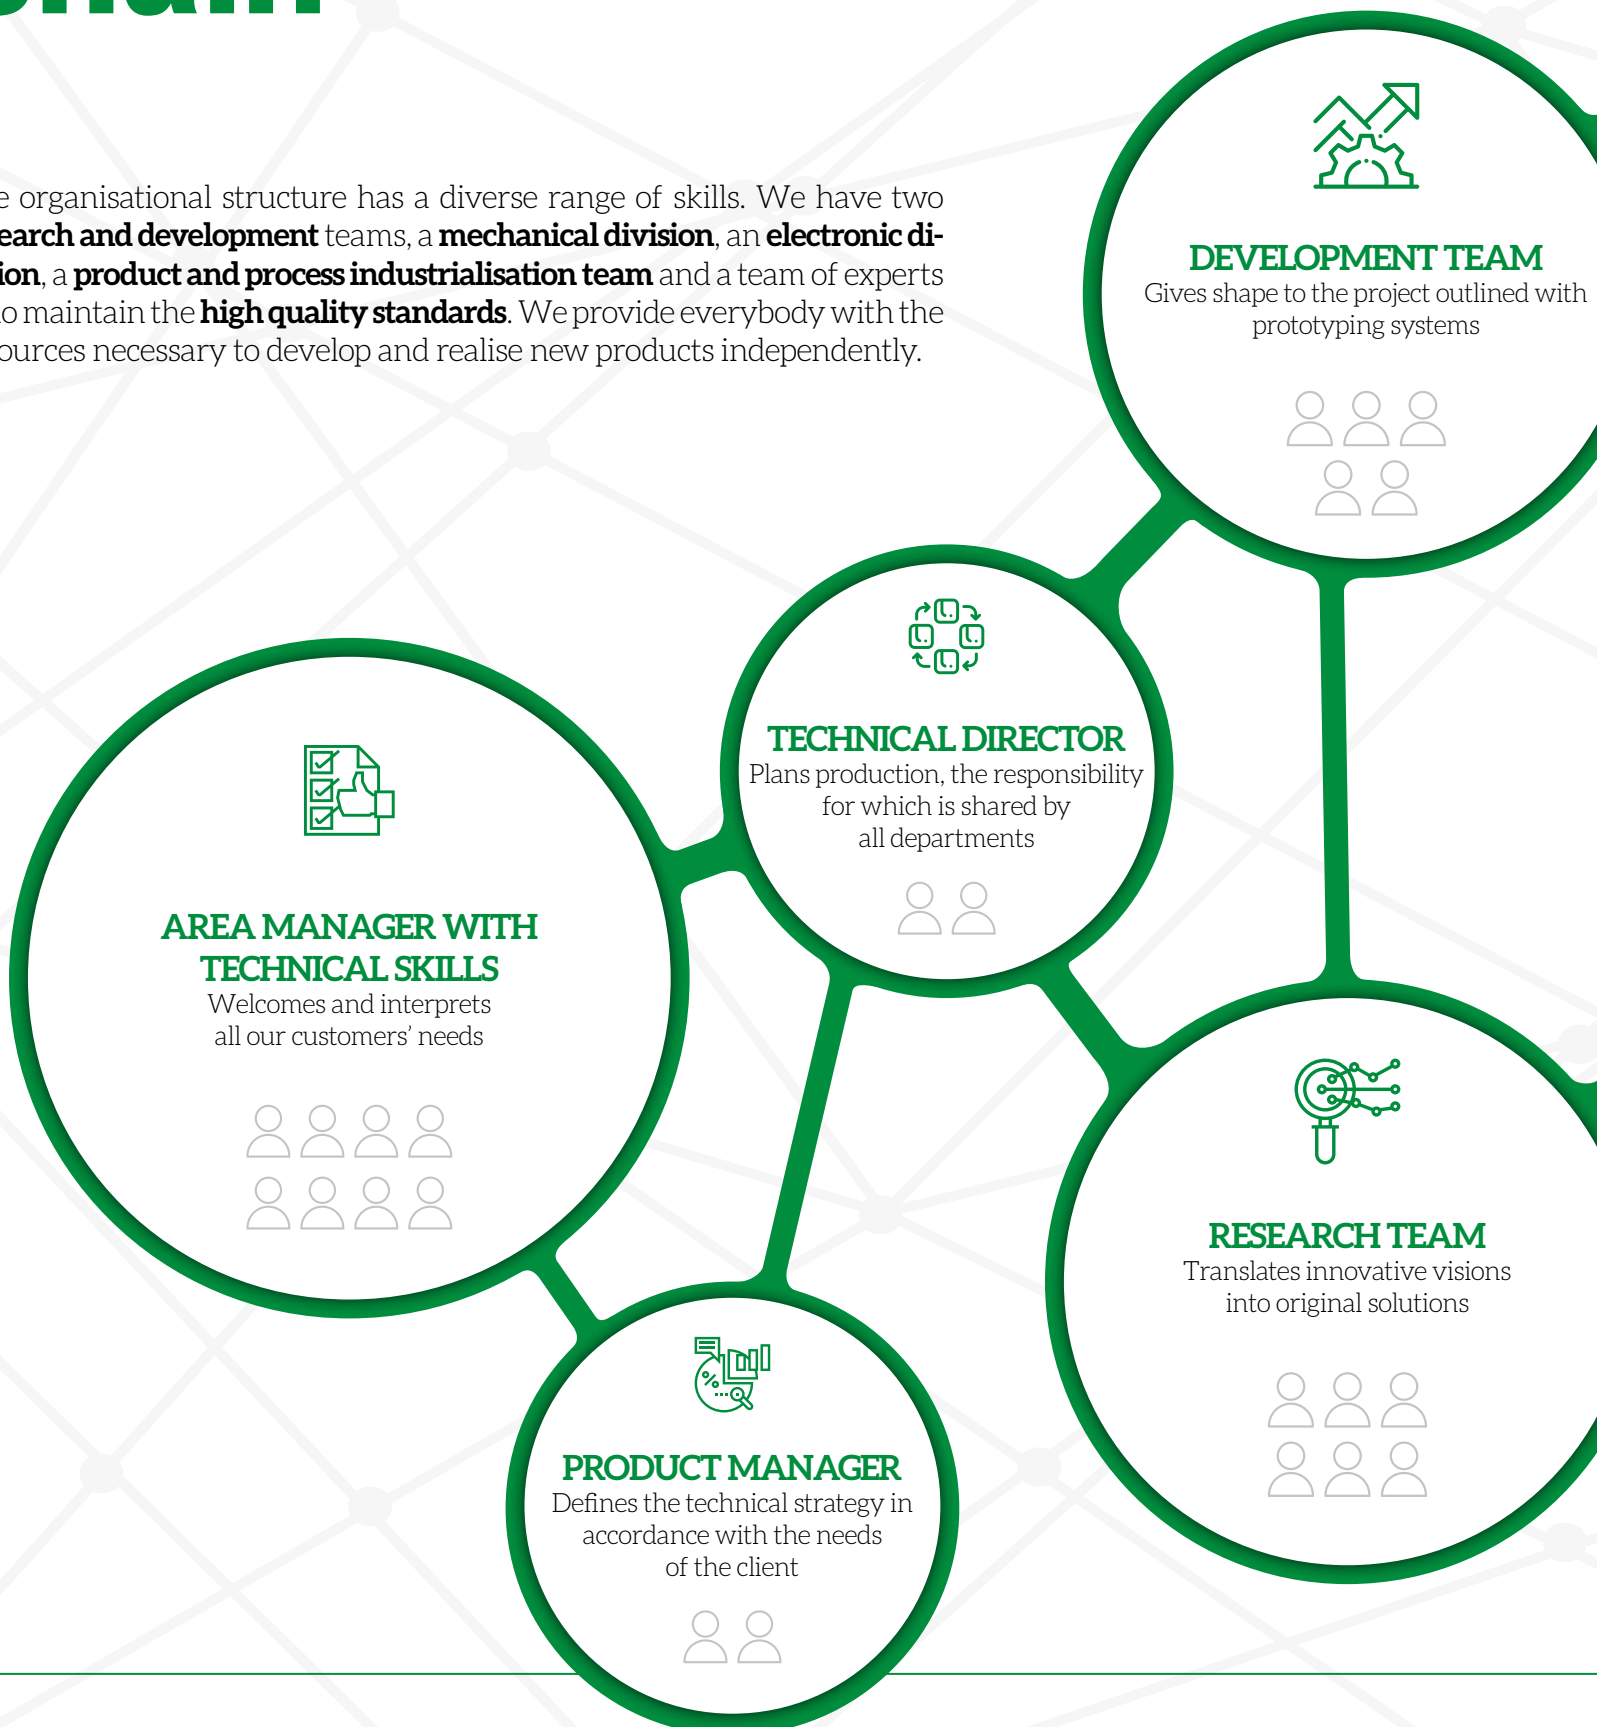 organisational structure has a diverse range of skills. We have two
and development teams, a mechanical division, an electronic di-
a product and process industrialisation team and a team of experts
maintain the high quality standards. We provide everybody with the
necessary to develop and realise new products independently.
DEVELOPMENT TEAM
Gives shape to the project outlined with
prototyping systems
TECHNICAL DIRECTOR
Plans production, the responsibility
for which is shared by
all departments
AREA MANAGER WITH
TECHNICAL SKILLS
Welcomes and interprets
all our customers’ needs
RESEARCH TEAM
Translates innovative visions
into original solutions
PRODUCT MANAGER
Defines the technical strategy in
accordance with the needs
of the client